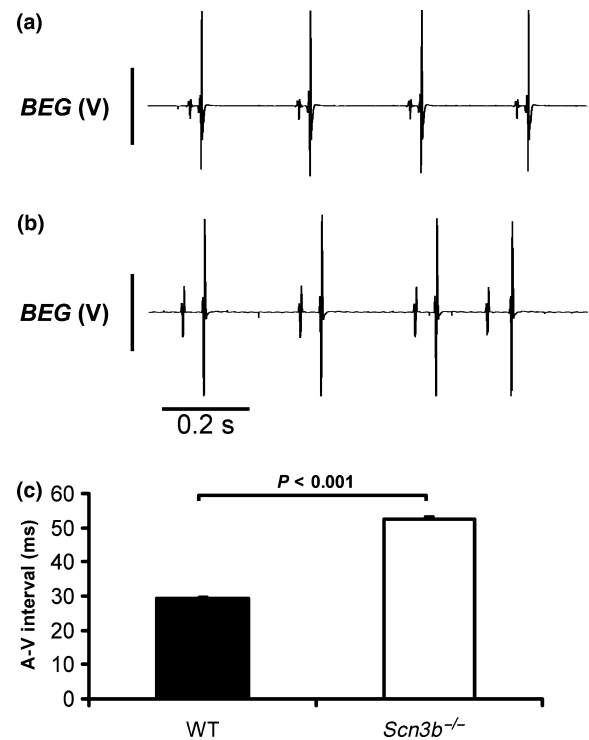 (a)
BEG (V)
(b)
BEG (V)
0.2 s
(c)
P < 0.001
60
50
40
30
20
10
0
A-V interval (ms)
WT
Scn3b−/−